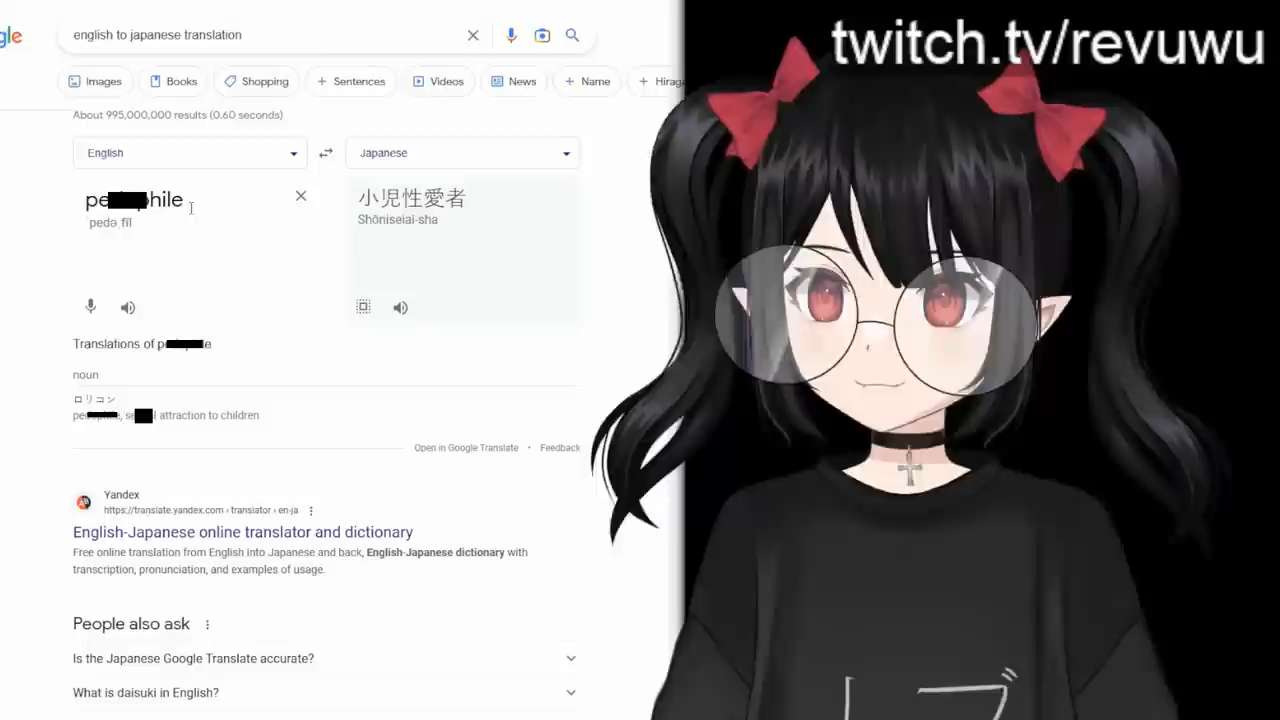 gle
english to japanese translation
Images Books Shopping Sentences Videos News Name Hiraga
About 995,000,000 results (0.60 seconds)
English Japanese
pe phile 小児性愛者
pedə fīl Shōniseiai-sha
Translations of p e
noun
ロリコン
pe , se l attraction to children
Open in Google Translate • Feedback
Yandex
https://translate.yandex.com › translator › en-ja
English-Japanese online translator and dictionary
Free online translation from English into Japanese and back, English-Japanese dictionary with
transcription, pronunciation, and examples of usage.
People also ask
Is the Japanese Google Translate accurate?
What is daisuki in English?
twitch.tv/revuwu